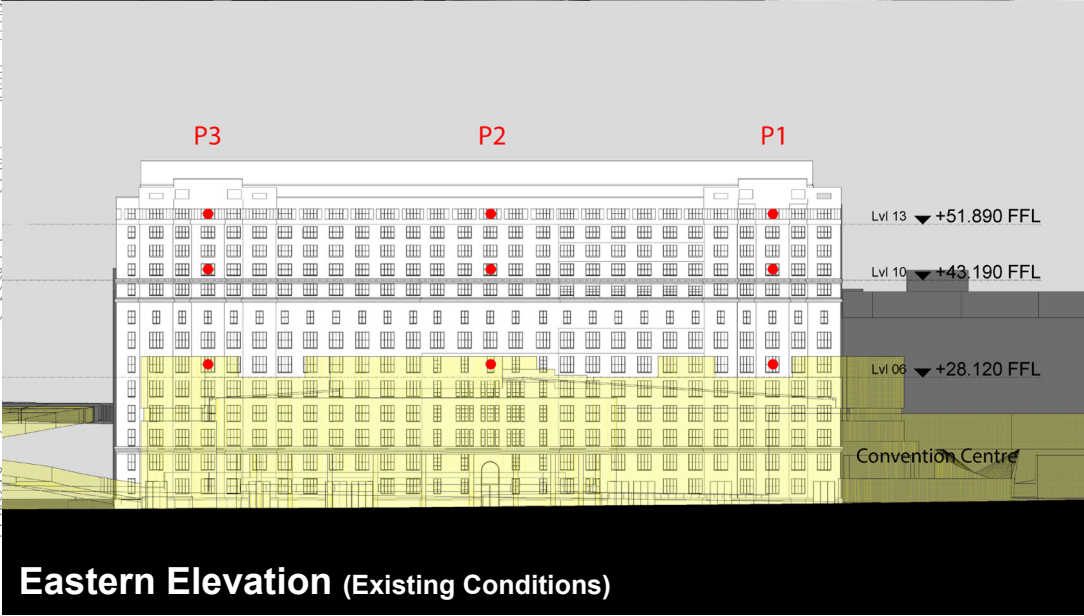 P3 P2 P1
Lvl 13 +51.890 FFL
Lvl 10 +43.190 FFL
Lvl 06 +28.120 FFL
Convention Centre
Eastern Elevation (Existing Conditions)